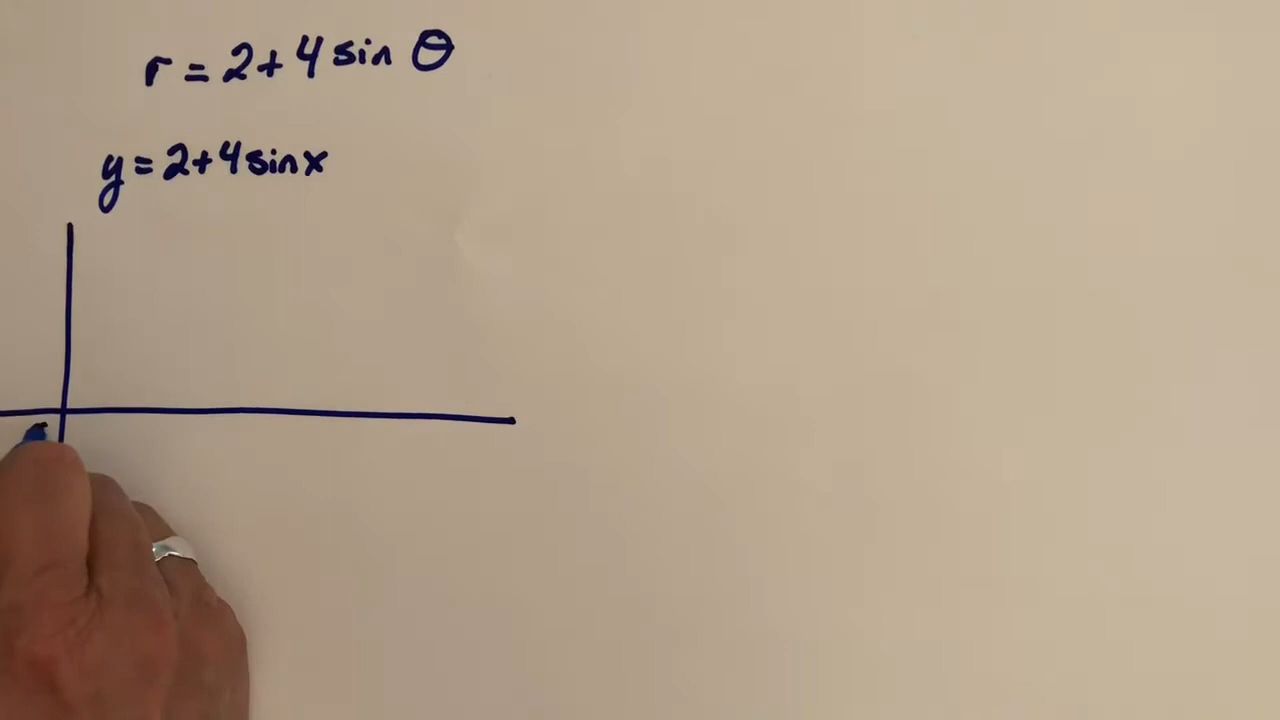 r = 2 + 4 sin θ
y = 2 + 4 sin x